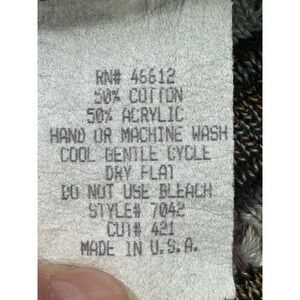 RN# 46612
50% COTTON
50% ACRYLIC
HAND OR MACHINE WASH
COOL GENTLE CYCLE
DRY FLAT
DO NOT USE BLEACH
STYLE# 7042
CUT# 421
MADE IN U.S.A.